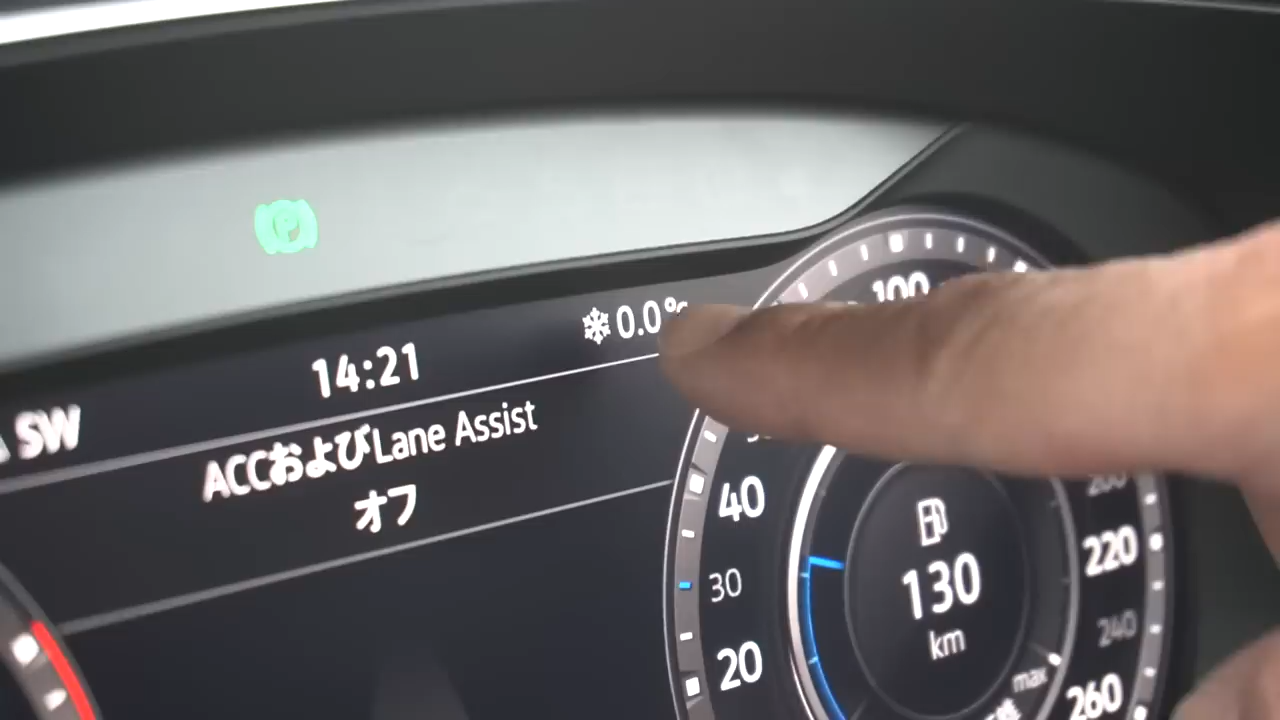 P
❄0.0°
14:21
SW
ACCおよびLane Assist
オフ
100
40
30
20
130
km
200
220
240
260
max